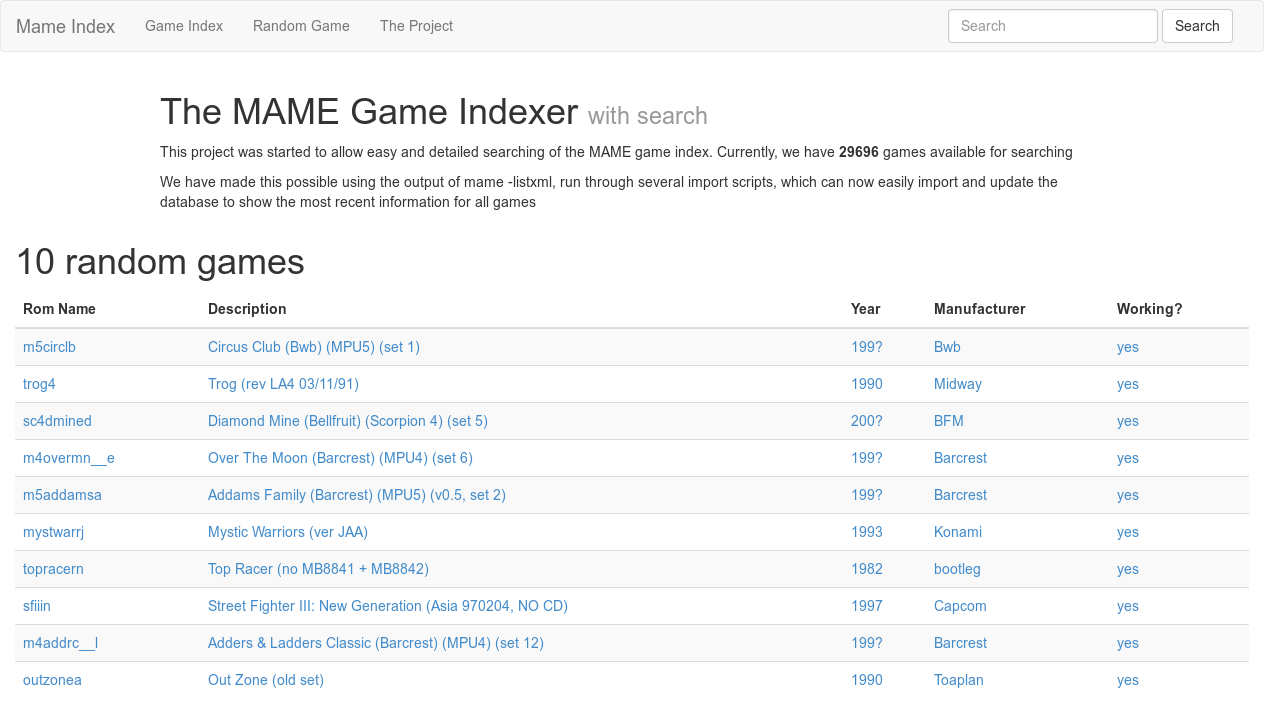 Mame Index Game Index Random Game The Project Search Search
The MAME Game Indexer with search
This project was started to allow easy and detailed searching of the MAME game index. Currently, we have 29696 games available for searching
We have made this possible using the output of mame -listxml, run through several import scripts, which can now easily import and update the
database to show the most recent information for all games
10 random games
Rom Name Description Year Manufacturer Working?
m5circlb Circus Club (Bwb) (MPU5) (set 1) 199? Bwb yes
trog4 Trog (rev LA4 03/11/91) 1990 Midway yes
sc4dmined Diamond Mine (Bellfruit) (Scorpion 4) (set 5) 200? BFM yes
m4overmn__e Over The Moon (Barcrest) (MPU4) (set 6) 199? Barcrest yes
m5addamsa Addams Family (Barcrest) (MPU5) (v0.5, set 2) 199? Barcrest yes
mystwarrj Mystic Warriors (ver JAA) 1993 Konami yes
topracern Top Racer (no MB8841 + MB8842) 1982 bootleg yes
sfiiin Street Fighter III: New Generation (Asia 970204, NO CD) 1997 Capcom yes
m4addrc__l Adders & Ladders Classic (Barcrest) (MPU4) (set 12) 199? Barcrest yes
outzonea Out Zone (old set) 1990 Toaplan yes